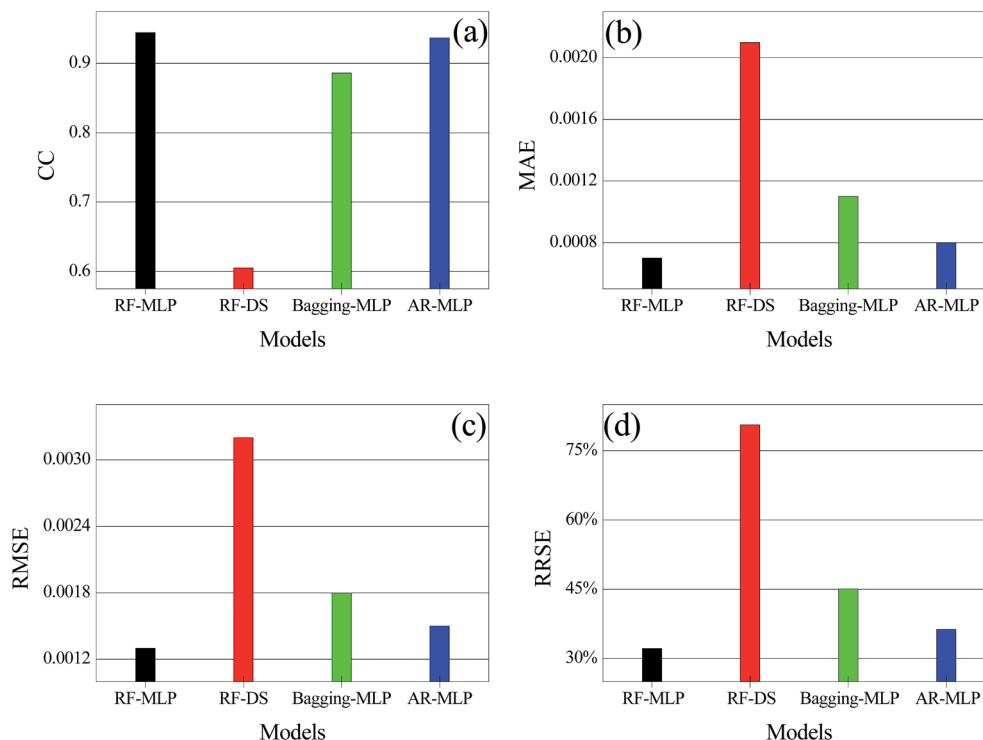 (a)
0.9
0.8
0.7
0.6
CC
RF-MLP RF-DS Bagging-MLP AR-MLP
Models
(b)
0.0020
0.0016
0.0012
0.0008
MAE
RF-MLP RF-DS Bagging-MLP AR-MLP
Models
(c)
0.0030
0.0024
0.0018
0.0012
RMSE
RF-MLP RF-DS Bagging-MLP AR-MLP
Models
(d)
75%
60%
45%
30%
RRSE
RF-MLP RF-DS Bagging-MLP AR-MLP
Models